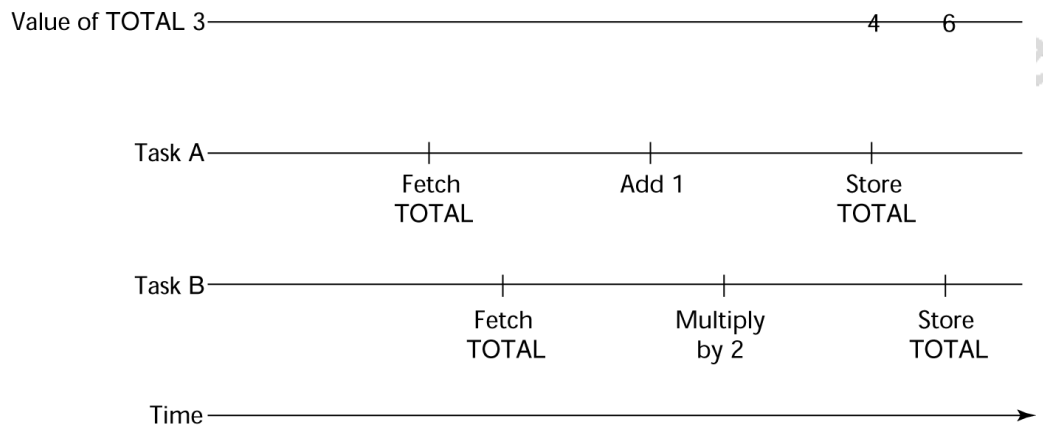 Value of TOTAL 3 4 6
Task A
Fetch Add 1 Store
TOTAL TOTAL
Task B
Fetch Multiply Store
TOTAL by 2 TOTAL
Time